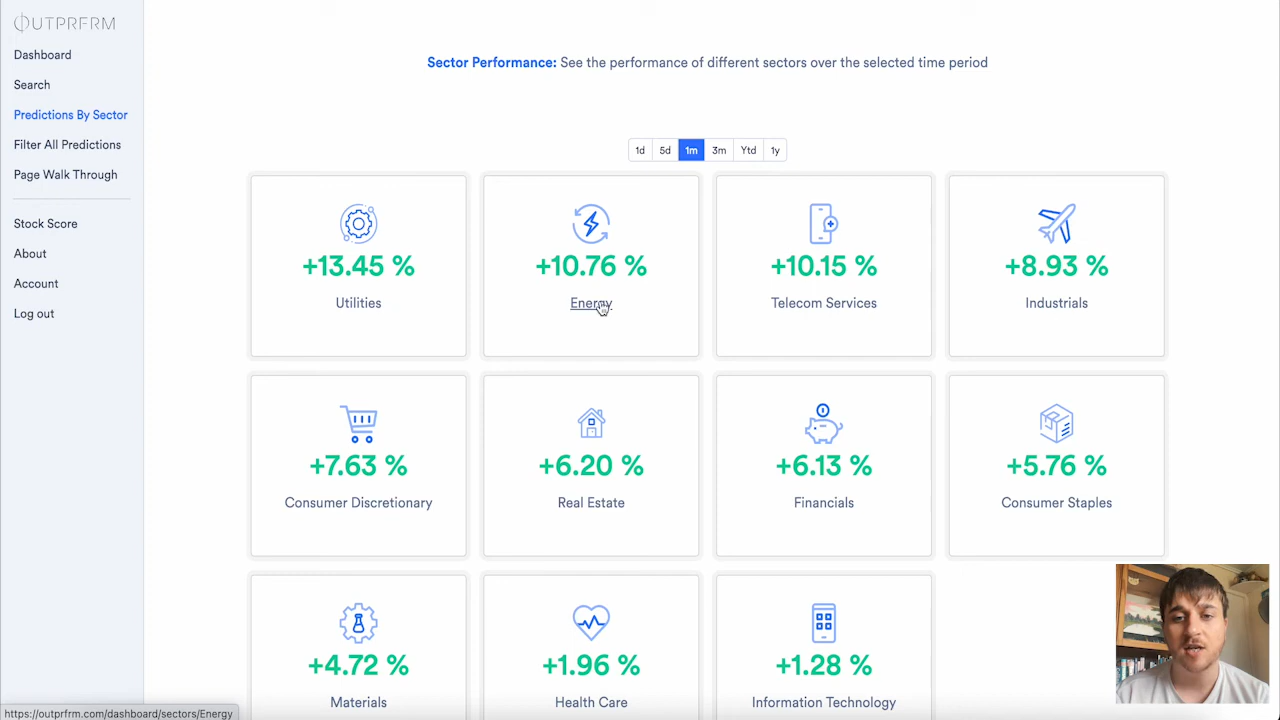 OUTPRFRM
Dashboard
Search
Predictions By Sector
Filter All Predictions
Page Walk Through
Stock Score
About
Account
Log out
Sector Performance: See the performance of different sectors over the selected time period
1d 5d 1m 3m Ytd 1y
+13.45 %
Utilities
+10.76 %
Energy
+10.15 %
Telecom Services
+8.93 %
Industrials
+7.63 %
Consumer Discretionary
+6.20 %
Real Estate
+6.13 %
Financials
+5.76 %
Consumer Staples
+4.72 %
Materials
+1.96 %
Health Care
+1.28 %
Information Technology
https://outprfrm.com/dashboard/sectors/Energy